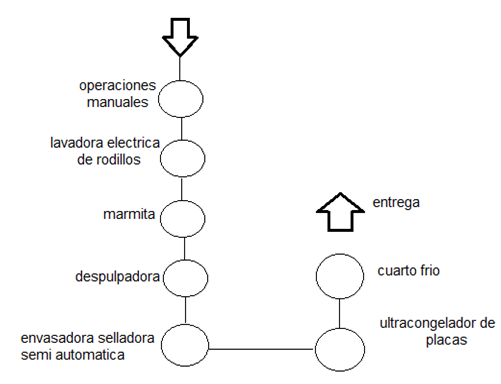 operaciones
manuales
lavadora electrica
de rodillos
marmita
despulpadora
envasadora selladora
semi automatica
entrega
cuarto frio
ultracongelador de
placas